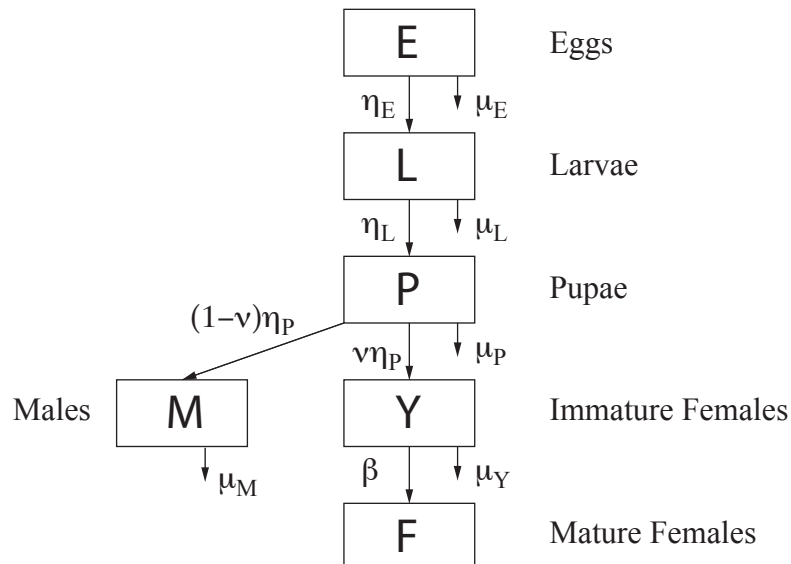 E Eggs
η_E μ_E
L Larvae
η_L μ_L
P Pupae
(1−ν)η_P νη_P μ_P
Males M Y Immature Females
μ_M β μ_Y
F Mature Females